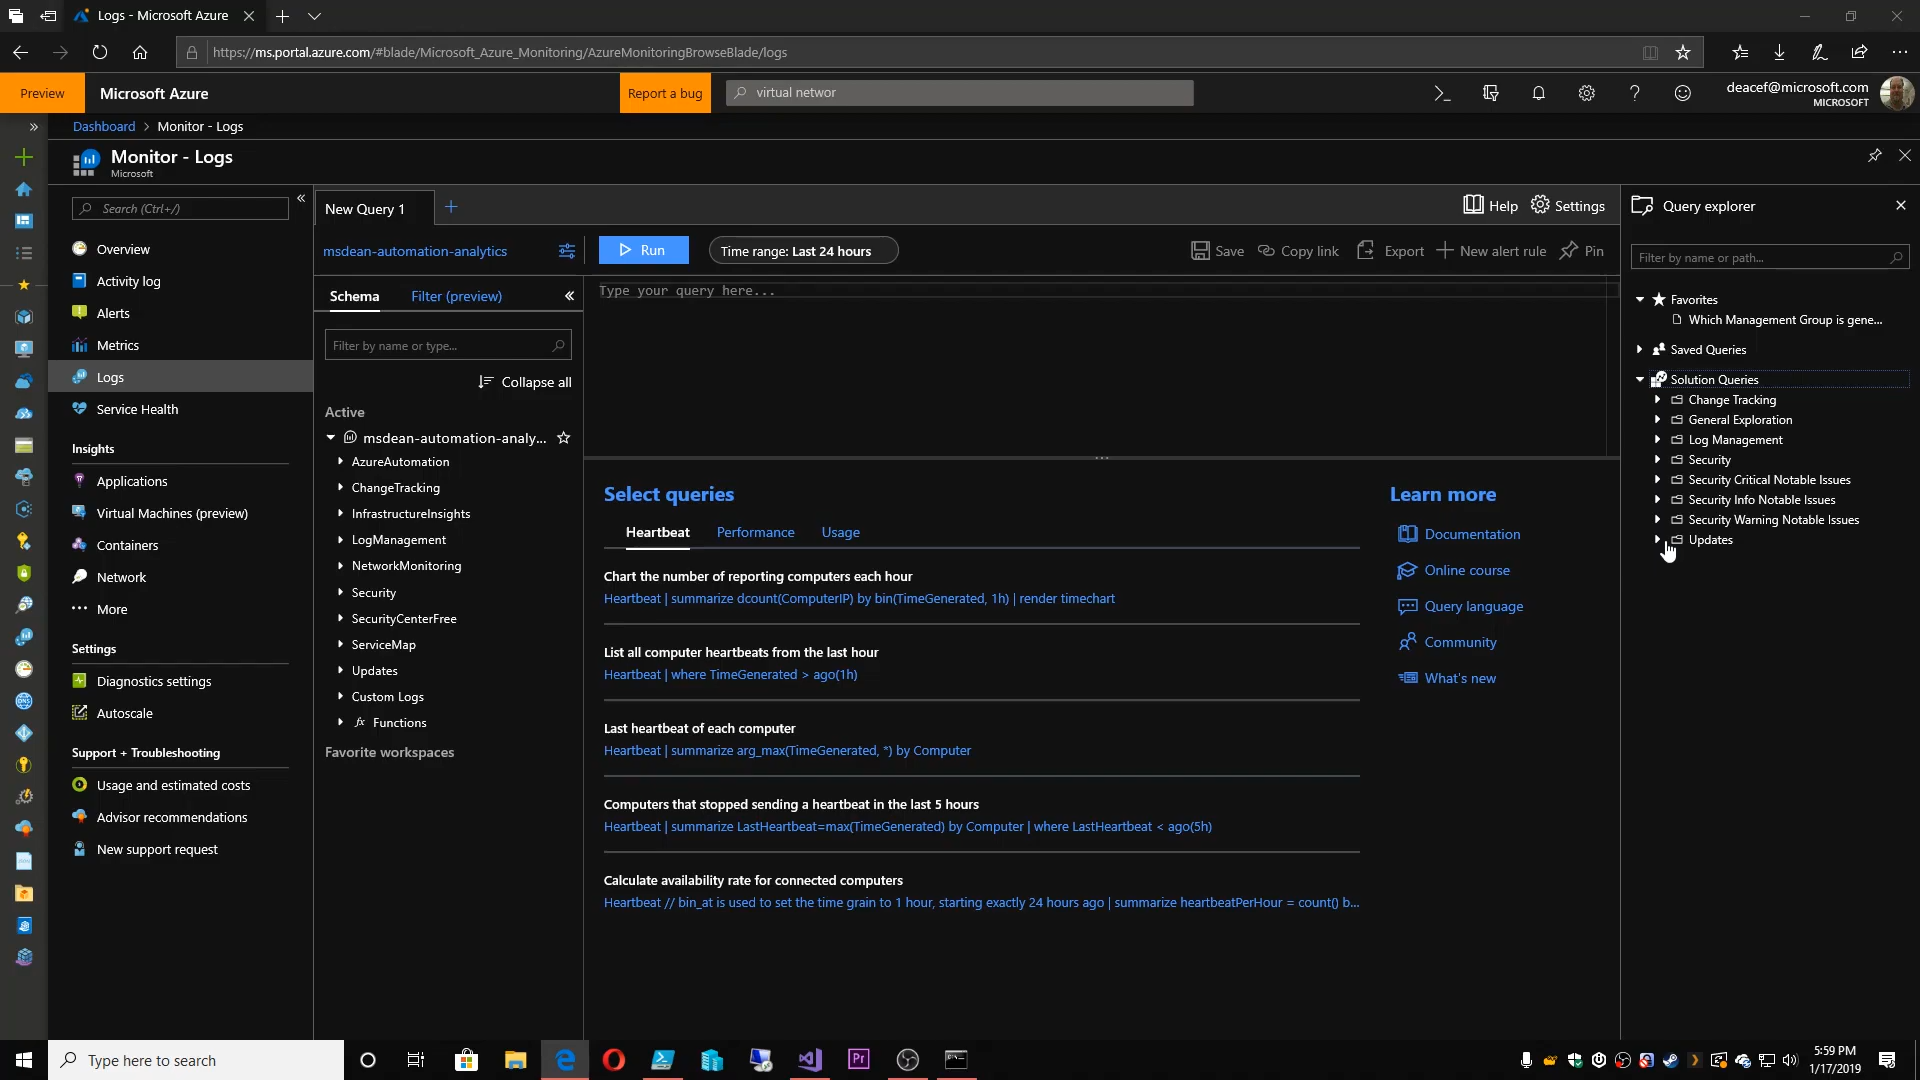 Logs - Microsoft Azure
https://ms.portal.azure.com/#blade/Microsoft_Azure_Monitoring/AzureMonitoringBrowseBlade/logs
Preview
Microsoft Azure
Report a bug
virtual networ
deacef@microsoft.com
MICROSOFT
Dashboard > Monitor - Logs
Monitor - Logs
Microsoft
Search (Ctrl+/)
Overview
Activity log
Alerts
Metrics
Logs
Service Health
Insights
Applications
Virtual Machines (preview)
Containers
Network
More
Settings
Diagnostics settings
Autoscale
Support + Troubleshooting
Usage and estimated costs
Advisor recommendations
New support request
New Query 1
Help
Settings
msdean-automation-analytics
Run
Time range: Last 24 hours
Save
Copy link
Export
New alert rule
Pin
Schema
Filter (preview)
Filter by name or type...
Collapse all
Active
msdean-automation-analy...
AzureAutomation
ChangeTracking
InfrastructureInsights
LogManagement
NetworkMonitoring
Security
SecurityCenterFree
ServiceMap
Updates
Custom Logs
fx Functions
Favorite workspaces
Type your query here...
Select queries
Heartbeat
Performance
Usage
Chart the number of reporting computers each hour
Heartbeat | summarize dcount(ComputerIP) by bin(TimeGenerated, 1h) | render timechart
List all computer heartbeats from the last hour
Heartbeat | where TimeGenerated > ago(1h)
Last heartbeat of each computer
Heartbeat | summarize arg_max(TimeGenerated, *) by Computer
Computers that stopped sending a heartbeat in the last 5 hours
Heartbeat | summarize LastHeartbeat=max(TimeGenerated) by Computer | where LastHeartbeat < ago(5h)
Calculate availability rate for connected computers
Heartbeat // bin_at is used to set the time grain to 1 hour, starting exactly 24 hours ago | summarize heartbeatPerHour = count() b...
Learn more
Documentation
Online course
Query language
Community
What's new
Query explorer
Filter by name or path...
Favorites
Which Management Group is gene...
Saved Queries
Solution Queries
Change Tracking
General Exploration
Log Management
Security
Security Critical Notable Issues
Security Info Notable Issues
Security Warning Notable Issues
Updates
Type here to search
Pr
5:59 PM
1/17/2019